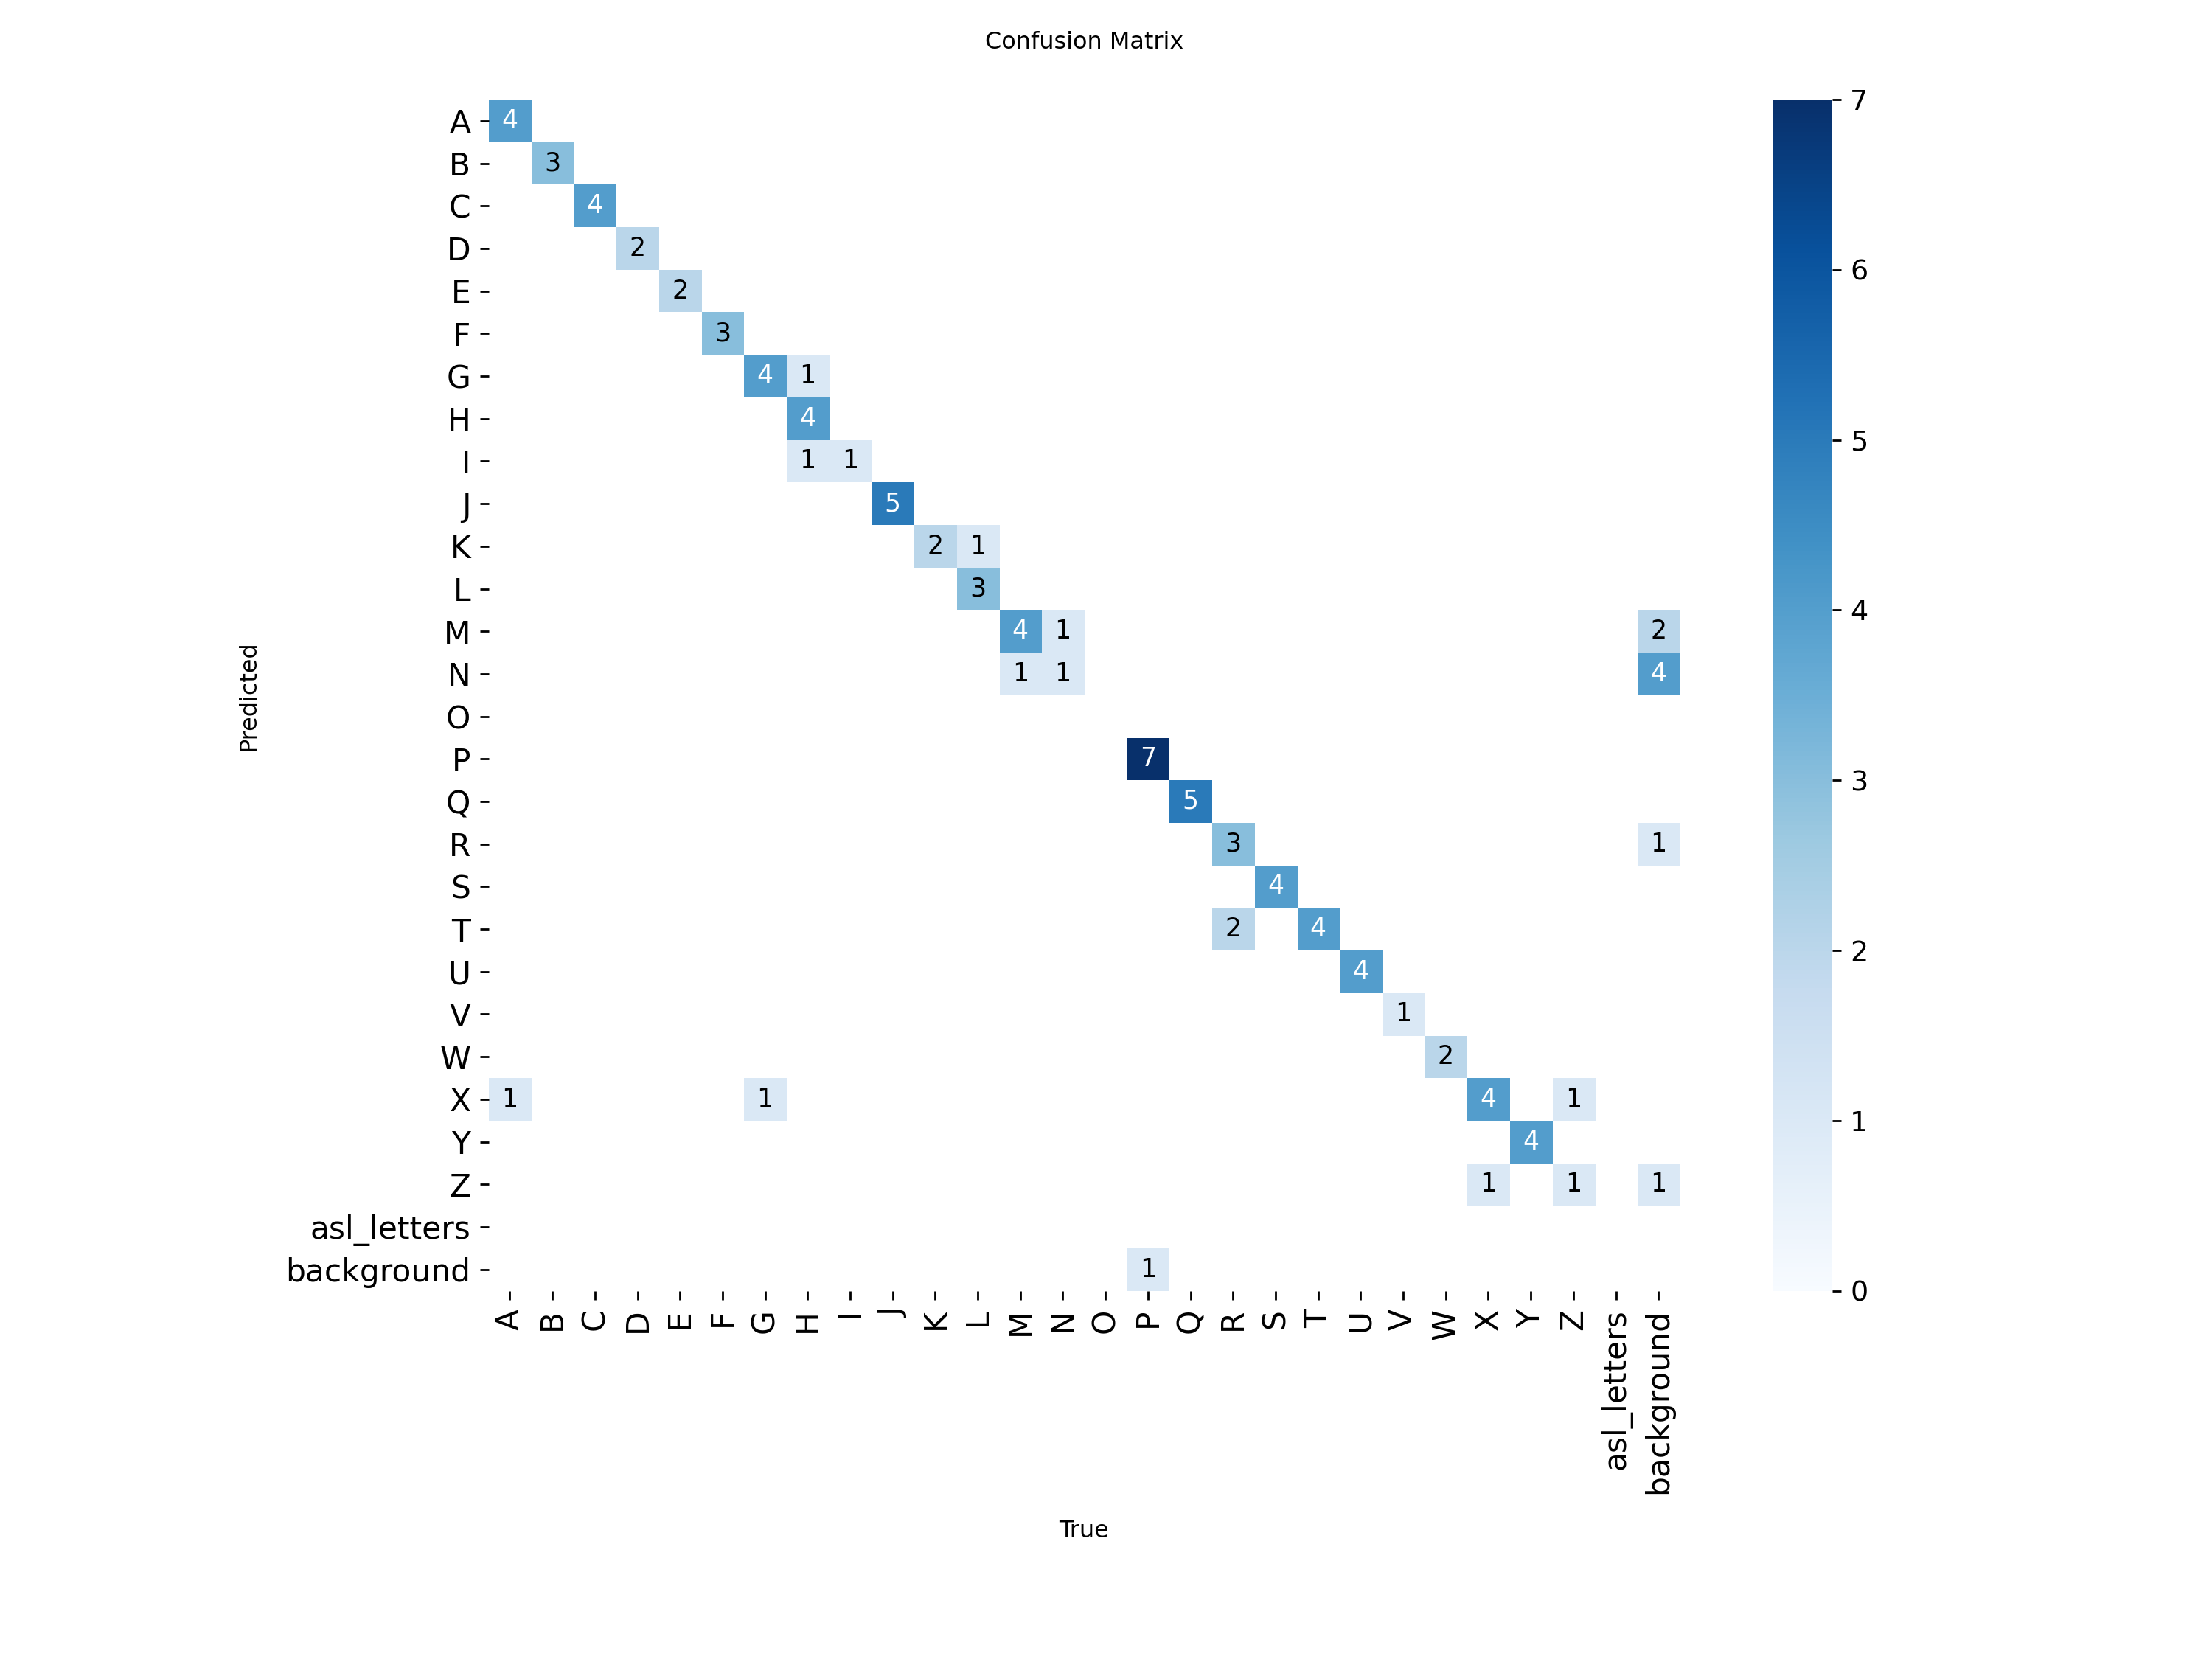 Confusion Matrix
A 4
B 3
C 4
D 2
E 2
F 3
G 4 1
H 4
I 1 1
J 5
K 2 1
L 3
M 4 1 2
N 1 1 4
O
P 7
Q 5
R 3 1
S 4
T 2 4
U 4
V 1
W 2
X 1 1 4 1
Y 4
Z 1 1 1
asl_letters
background 1
A B C D E F G H I J K L M N O P Q R S T U V W X Y Z asl_letters background
Predicted
True
7
6
5
4
3
2
1
0